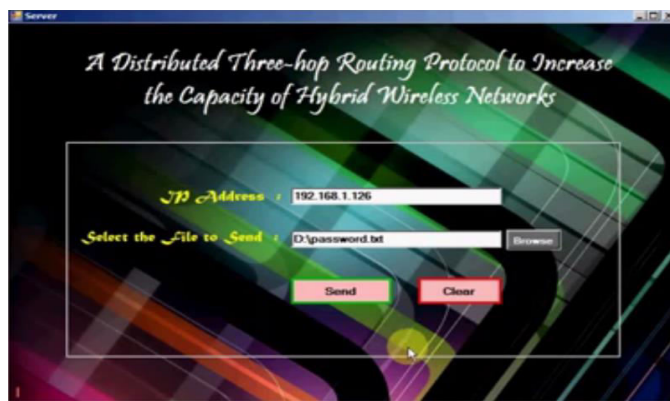 Server
A Distributed Three-hop Routing Protocol to Increase
the Capacity of Hybrid Wireless Networks
IP Address :
192.168.1.126
Select the File to Send :
D:\password.txt
Browse
Send
Clear